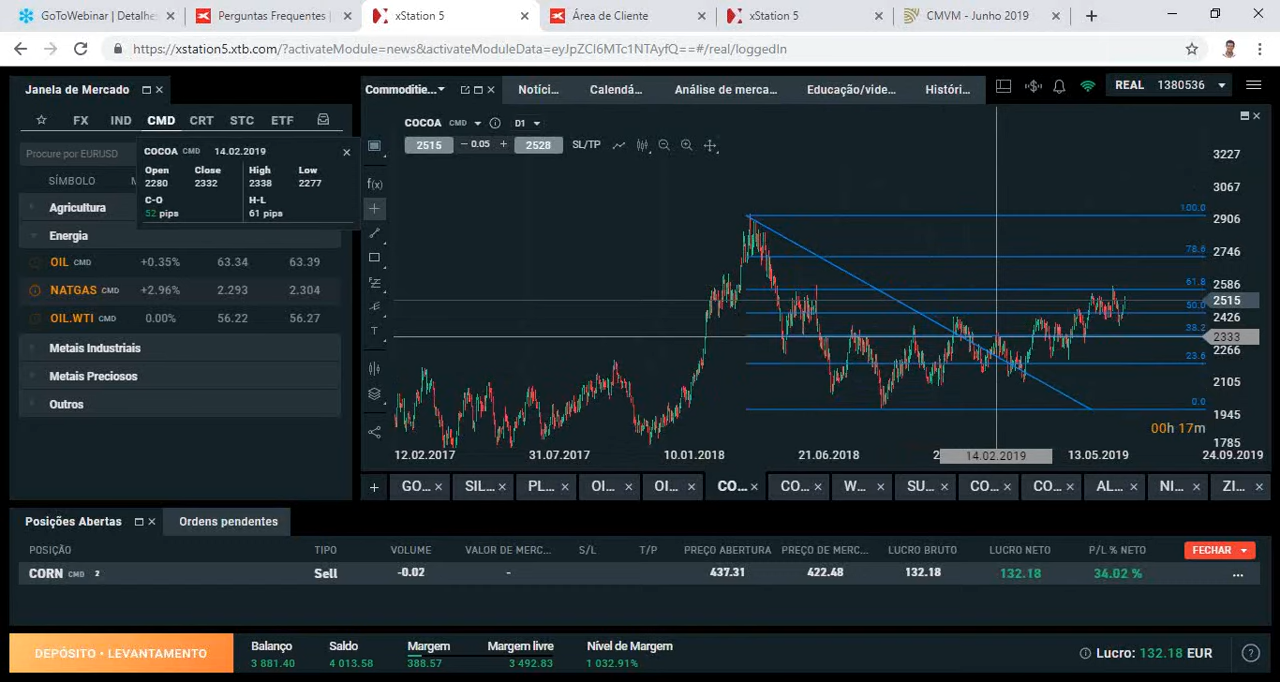 GoToWebinar | Detalhe: × Perguntas Frequentes | × xStation 5 × Área de Cliente × xStation 5 × CMVM - Junho 2019 ×
https://xstation5.xtb.com/?activateModule=news&activateModuleData=eyJpZCI6MTc1NTAyfQ==#/real/loggedIn
Janela de Mercado
Commoditie... Notíci... Calendá... Análise de merca... Educação/vide... Históri... REAL 1380536
FX IND CMD CRT STC ETF
COCOA CMD D1
2515 − 0.05 + 2528 SL/TP
Procure por EURUSD
COCOA CMD 14.02.2019
Open Close High Low
2280 2332 2338 2277
C-O H-L
52 pips 61 pips
SÍMBOLO
Agricultura
Energia
OIL CMD +0.35% 63.34 63.39
NATGAS CMD +2.96% 2.293 2.304
OIL.WTI CMD 0.00% 56.22 56.27
Metais Industriais
Metais Preciosos
Outros
f(x)
T
3227
3067
100.0
2906
78.6
2746
61.8
2586
2515
50.0
2426
38.2
2333
2266
23.6
2105
0.0
1945
00h 17m
1785
12.02.2017 31.07.2017 10.01.2018 21.06.2018 2 14.02.2019 13.05.2019 24.09.2019
+ GO... × SIL... × PL... × OI... × OI... × CO... × CO... × W... × SU... × CO... × CO... × AL... × NI... × ZI... ×
Posições Abertas Ordens pendentes
POSIÇÃO TIPO VOLUME VALOR DE MERC... S/L T/P PREÇO ABERTURA PREÇO DE MER... LUCRO BRUTO LUCRO NETO P/L % NETO FECHAR
CORN CMD 2 Sell -0.02 - 437.31 422.48 132.18 132.18 34.02 % ...
DEPÓSITO • LEVANTAMENTO
Balanço Saldo Margem Margem livre Nível de Margem
3 881.40 4 013.58 388.57 3 492.83 1 032.91%
Lucro: 132.18 EUR